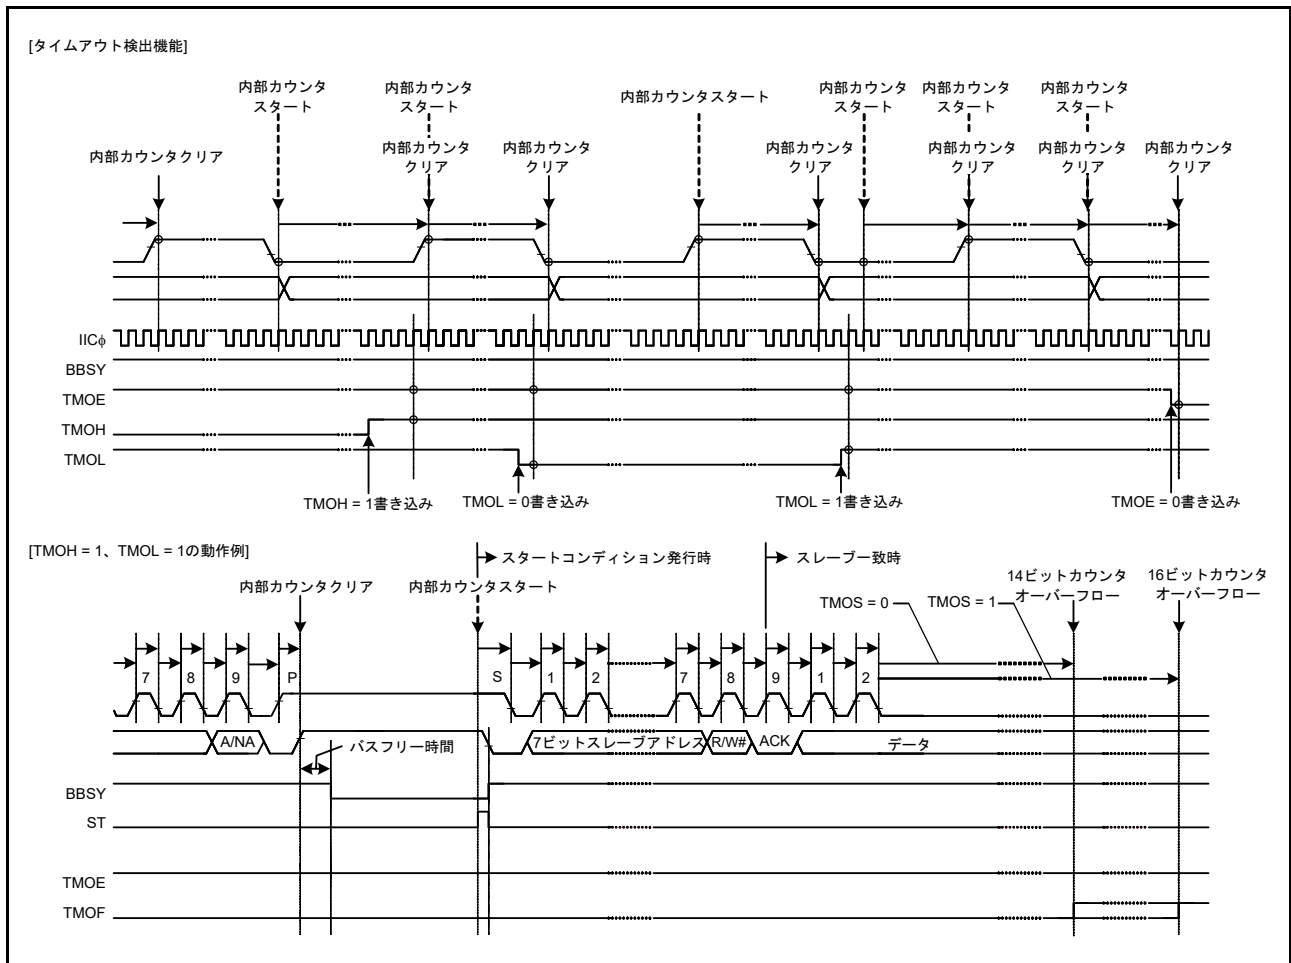 [タイムアウト検出機能]
内部カウンタ
スタート
内部カウンタ
スタート
内部カウンタスタート
内部カウンタ
スタート
内部カウンタ
スタート
内部カウンタ
スタート
内部カウンタクリア
内部カウンタ
クリア
内部カウンタ
クリア
内部カウンタ
クリア
内部カウンタ
クリア
内部カウンタ
クリア
内部カウンタ
クリア
IICφ
BBSY
TMOE
TMOH
TMOL
TMOH = 1書き込み
TMOL = 0書き込み
TMOL = 1書き込み
TMOE = 0書き込み
[TMOH = 1、TMOL = 1の動作例]
スタートコンディション発行時
スレーブ一致時
内部カウンタクリア
内部カウンタスタート
14ビットカウンタ
オーバーフロー
16ビットカウンタ
オーバーフロー
TMOS = 0
TMOS = 1
7 8 9 P S 1 2 7 8 9 1 2
A/NA
バスフリー時間
7ビットスレーブアドレス
R/W#
ACK
データ
BBSY
ST
TMOE
TMOF